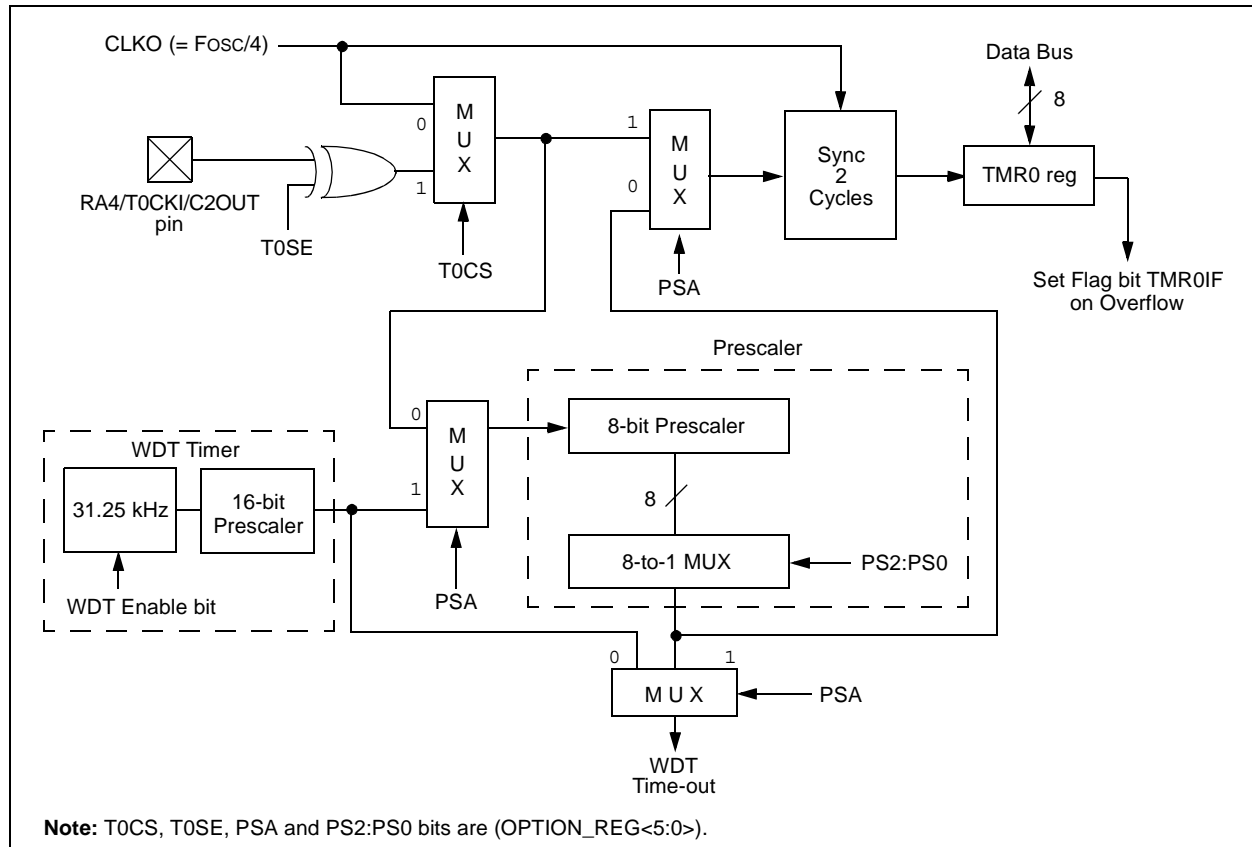 CLKO (= FOSC/4)
Data Bus
8
M
U
X
0
1
RA4/T0CKI/C2OUT
pin
T0SE
T0CS
1
0
M
U
X
PSA
Sync
2
Cycles
TMR0 reg
Set Flag bit TMR0IF
on Overflow
Prescaler
0
1
M
U
X
PSA
8-bit Prescaler
8
8-to-1 MUX
PS2:PS0
WDT Timer
31.25 kHz
16-bit
Prescaler
WDT Enable bit
0
1
M U X
PSA
WDT
Time-out
Note: T0CS, T0SE, PSA and PS2:PS0 bits are (OPTION_REG<5:0>).